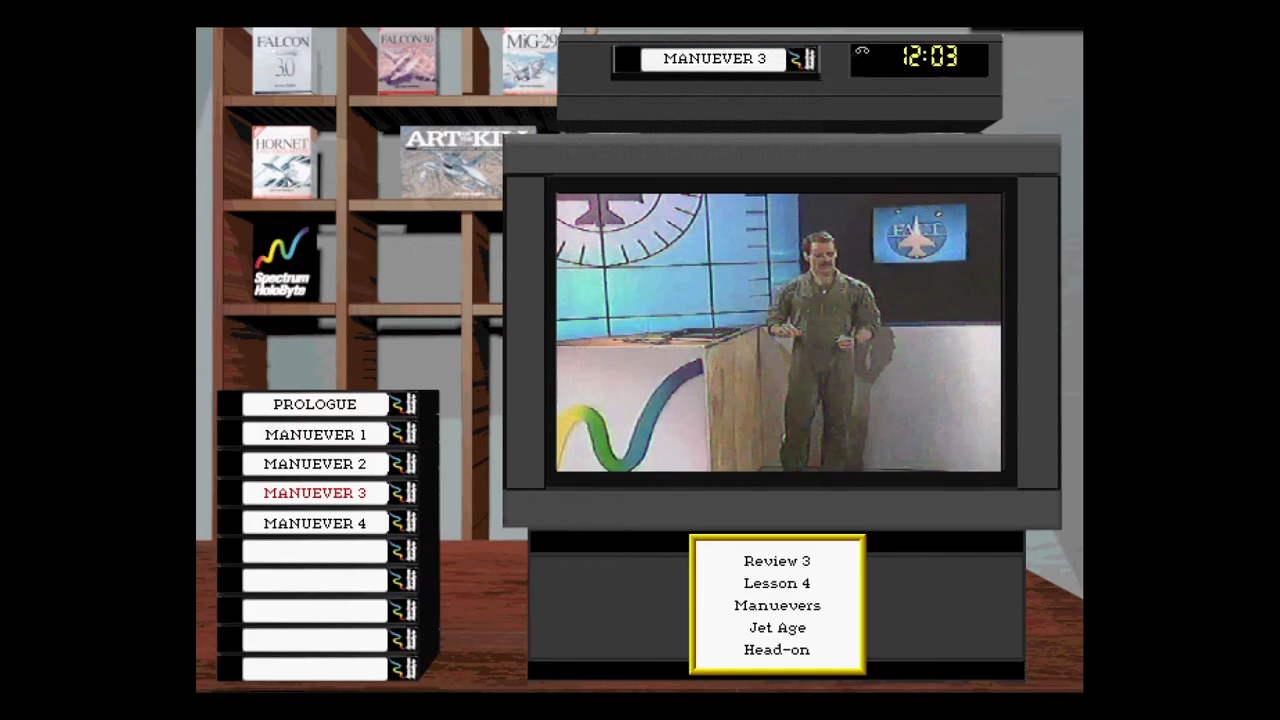 FALCON
3.0
FALCON 3.0
MiG-29
HORNET
ART OF THE KILL
Spectrum
HoloByte
MANUEVER 3
12:03
FACT
PROLOGUE
MANUEVER 1
MANUEVER 2
MANUEVER 3
MANUEVER 4
Review 3
Lesson 4
Manuevers
Jet Age
Head-on